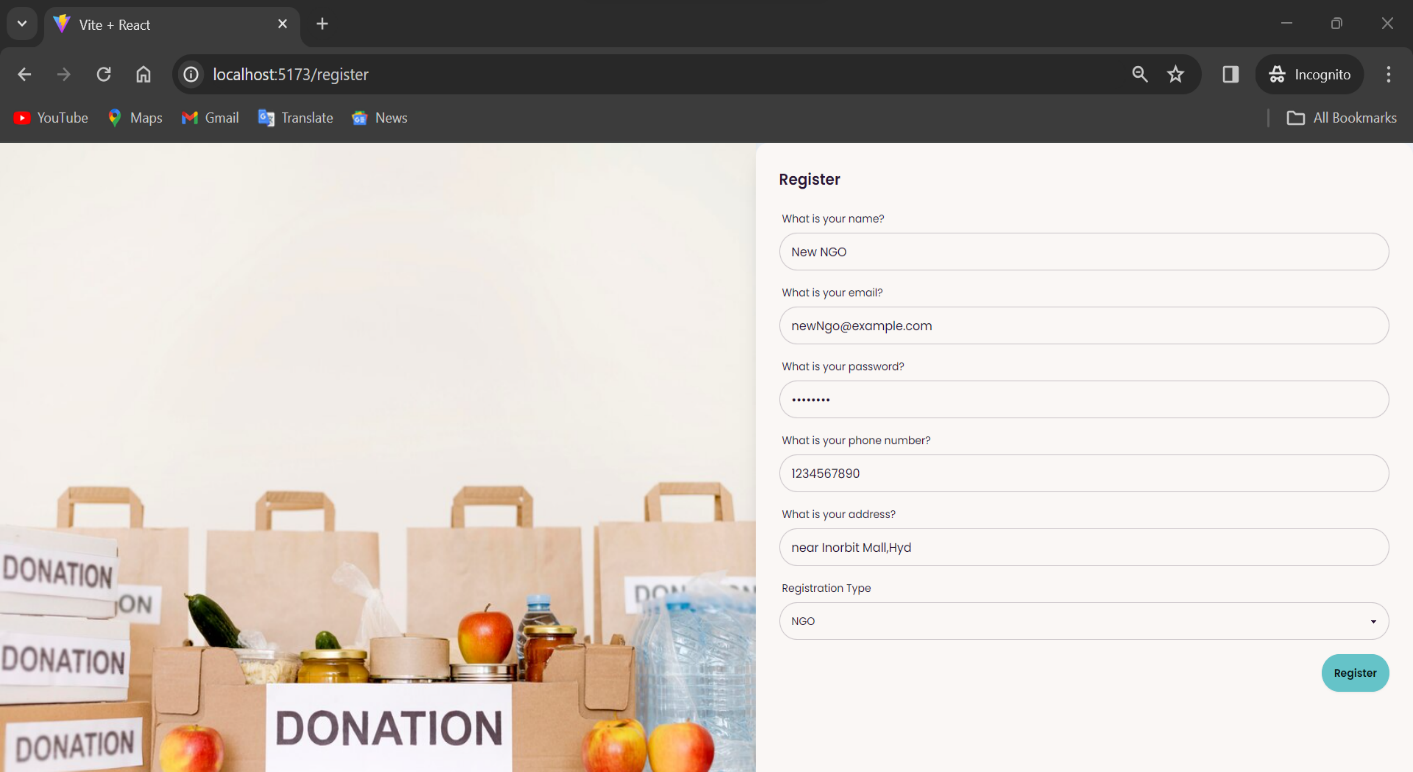 Vite + React
localhost:5173/register
Incognito
YouTube
Maps
Gmail
Translate
News
All Bookmarks
Register
What is your name?
New NGO
What is your email?
newNgo@example.com
What is your password?
••••••••
What is your phone number?
1234567890
What is your address?
near Inorbit Mall,Hyd
Registration Type
NGO
Register
DONATION
ON
DONATION
DONATION
DONATION